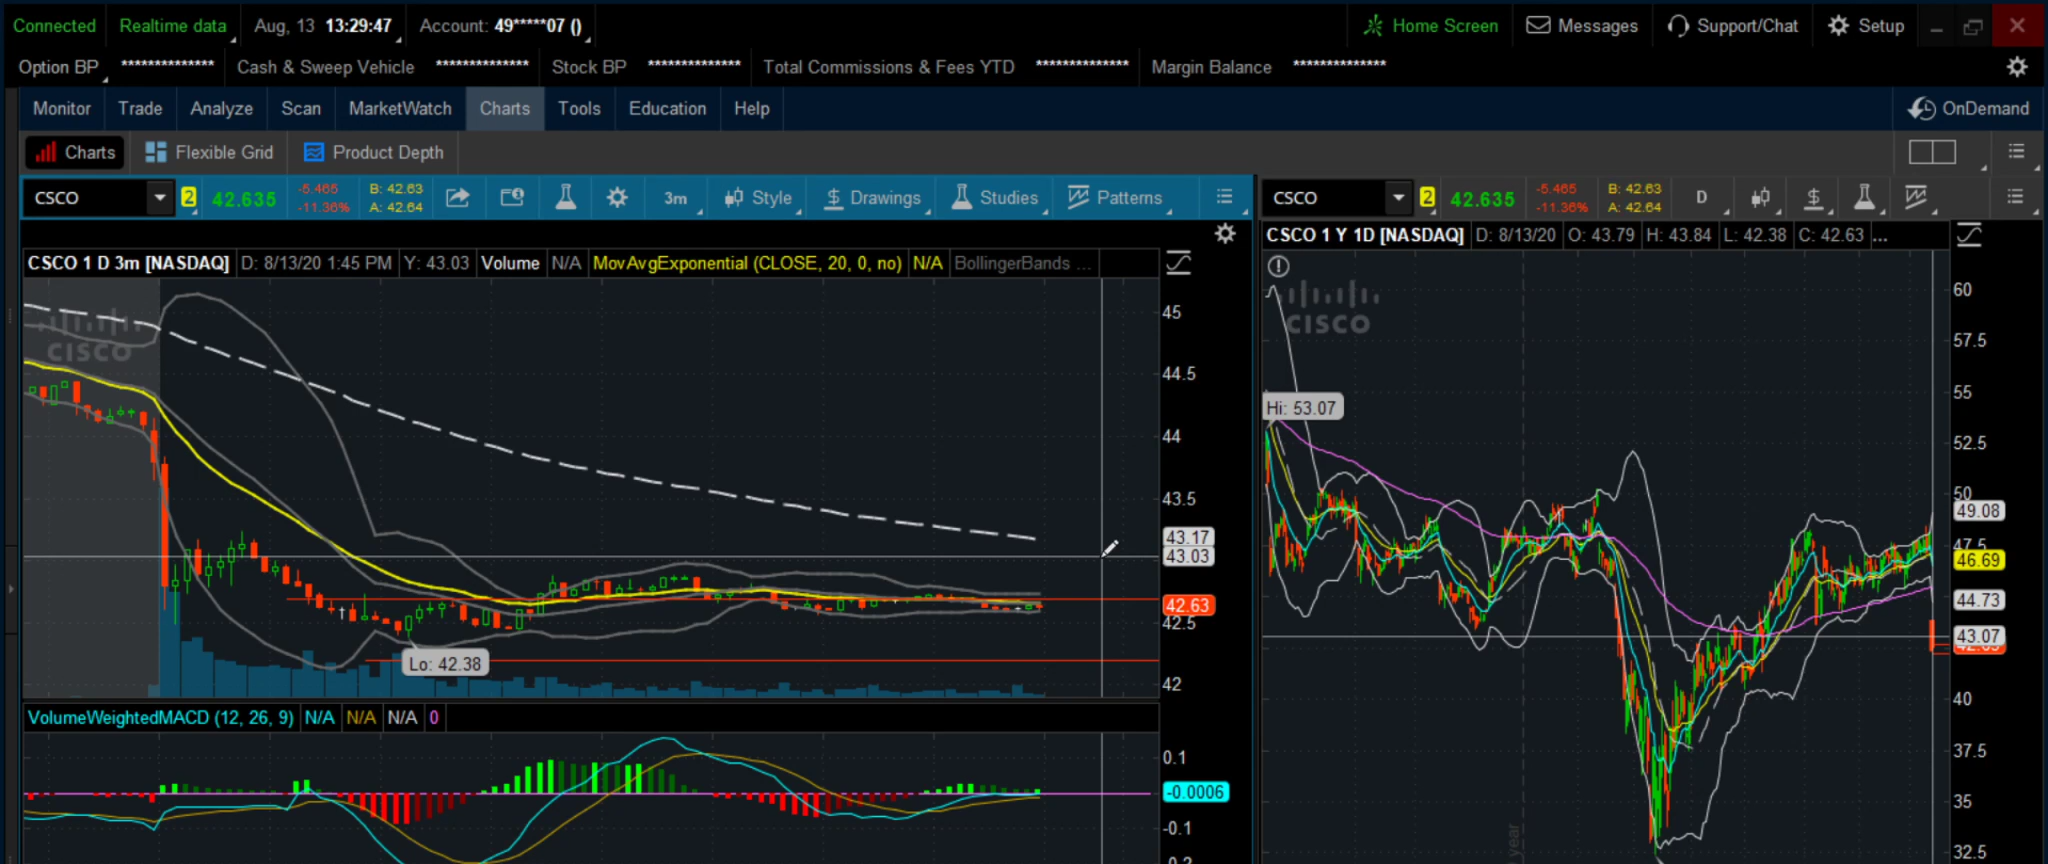 Connected Realtime data Aug, 13 13:29:47 Account: 49*****07 () Home Screen Messages Support/Chat Setup
Option BP ************** Cash & Sweep Vehicle ************** Stock BP ************** Total Commissions & Fees YTD ************** Margin Balance **************
Monitor Trade Analyze Scan MarketWatch Charts Tools Education Help OnDemand
Charts Flexible Grid Product Depth
CSCO 2 42.635 -5.465 -11.36% B: 42.63 A: 42.64 3m Style $ Drawings Studies Patterns
CSCO 2 42.635 -5.465 -11.36% B: 42.63 A: 42.64 D $
CSCO 1 D 3m [NASDAQ] D: 8/13/20 1:45 PM Y: 43.03 Volume N/A MovAvgExponential (CLOSE, 20, 0, no) N/A BollingerBands ...
CISCO
45
44.5
44
43.5
43.17
43.03
42.63
42.5
Lo: 42.38
42
VolumeWeightedMACD (12, 26, 9) N/A N/A N/A 0
0.1
-0.0006
-0.1
CSCO 1 Y 1D [NASDAQ] D: 8/13/20 O: 43.79 H: 43.84 L: 42.38 C: 42.63 ...
CISCO
Hi: 53.07
60
57.5
55
52.5
50
49.08
47.5
46.69
44.73
43.07
40
37.5
35
32.5
year